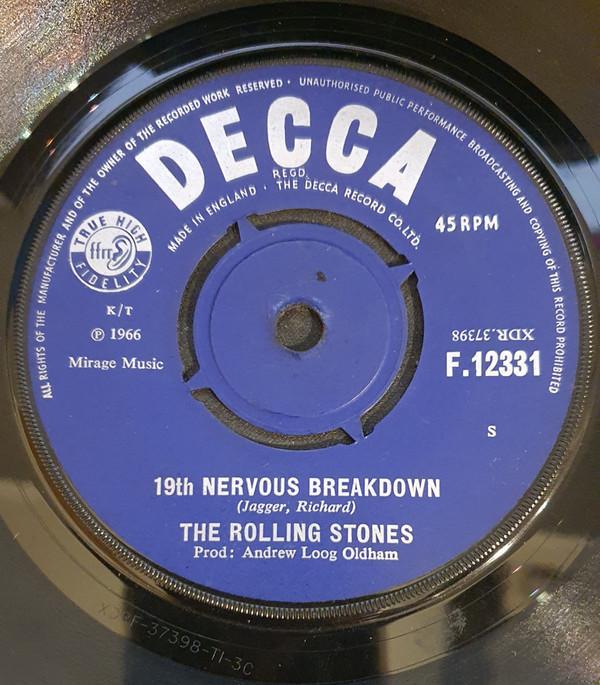 ALL RIGHTS OF THE MANUFACTURER AND OF THE OWNER OF THE RECORDED WORK RESERVED · UNAUTHORISED PUBLIC PERFORMANCE BROADCASTING AND COPYING OF THIS RECORD PROHIBITED
DECCA
REGD.
MADE IN ENGLAND · THE DECCA RECORD CO. LTD.
45 RPM
TRUE HIGH
ffrr
FIDELITY
K/T
℗ 1966
Mirage Music
XDR.37398
F.12331
S
19th NERVOUS BREAKDOWN
(Jagger, Richard)
THE ROLLING STONES
Prod: Andrew Loog Oldham
37398-T1-3C